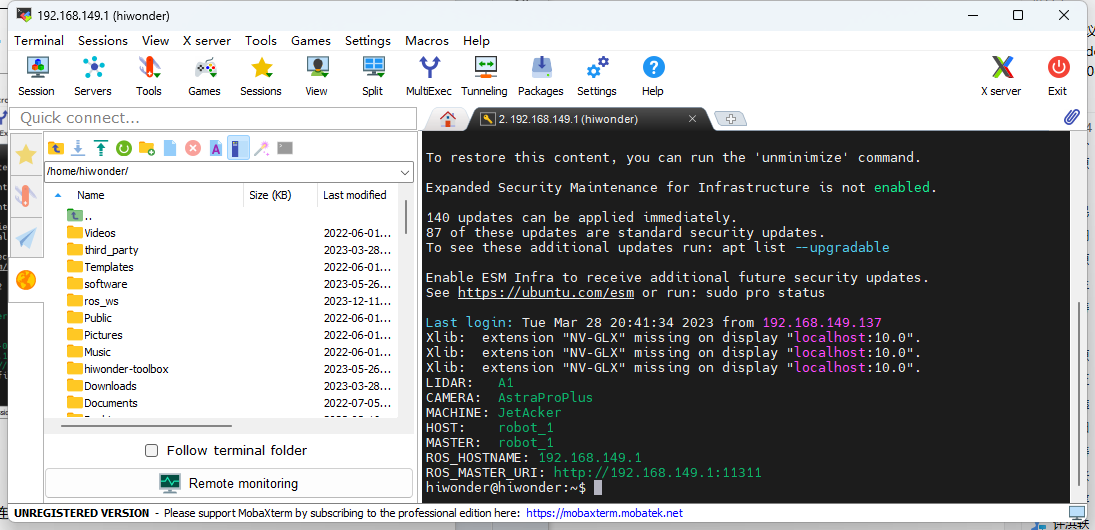 192.168.149.1 (hiwonder)
Terminal Sessions View X server Tools Games Settings Macros Help
Session Servers Tools Games Sessions View Split MultiExec Tunneling Packages Settings Help X server Exit
Quick connect...
2. 192.168.149.1 (hiwonder)
/home/hiwonder/
Name Size (KB) Last modified
..
Videos 2022-06-01...
third_party 2023-03-28...
Templates 2022-06-01...
software 2023-05-26...
ros_ws 2023-12-11...
Public 2022-06-01...
Pictures 2022-06-01...
Music 2022-06-01...
hiwonder-toolbox 2023-05-26...
Downloads 2023-03-28...
Documents 2022-07-05...
Follow terminal folder
Remote monitoring
To restore this content, you can run the 'unminimize' command.
Expanded Security Maintenance for Infrastructure is not enabled.
140 updates can be applied immediately.
87 of these updates are standard security updates.
To see these additional updates run: apt list --upgradable
Enable ESM Infra to receive additional future security updates.
See https://ubuntu.com/esm or run: sudo pro status
Last login: Tue Mar 28 20:41:34 2023 from 192.168.149.137
Xlib:  extension "NV-GLX" missing on display "localhost:10.0".
Xlib:  extension "NV-GLX" missing on display "localhost:10.0".
Xlib:  extension "NV-GLX" missing on display "localhost:10.0".
LIDAR:   A1
CAMERA:  AstraProPlus
MACHINE: JetAcker
HOST:    robot_1
MASTER:  robot_1
ROS_HOSTNAME: 192.168.149.1
ROS_MASTER_URI: http://192.168.149.1:11311
hiwonder@hiwonder:~$
UNREGISTERED VERSION - Please support MobaXterm by subscribing to the professional edition here: https://mobaxterm.mobatek.net